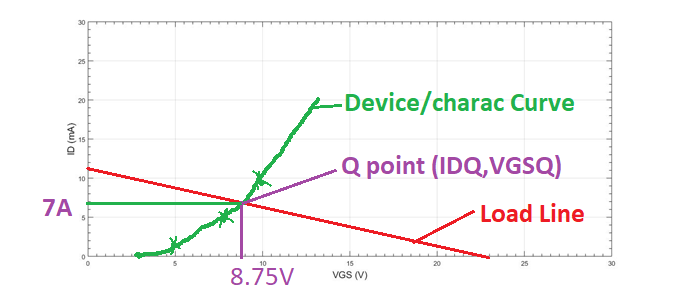 30
25
20
15
10
5
0
ID (mA)
Device/charac Curve
Q point (IDQ,VGSQ)
7A
Load Line
0
5
10
15
20
25
30
8.75V
VGS (V)